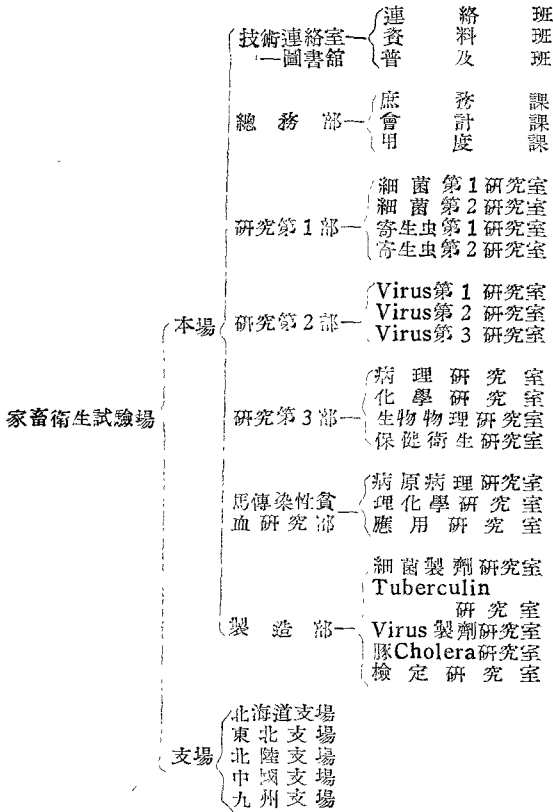 家畜衛生試驗場
本場
技術連絡室
圖書館
連絡班
資料班
普及班
總務部
庶務課
會計課
用度課
研究第1部
細菌第1研究室
細菌第2研究室
寄生虫第1研究室
寄生虫第2研究室
研究第2部
Virus第1研究室
Virus第2研究室
Virus第3研究室
研究第3部
病理研究室
化學研究室
生物物理研究室
保健衛生研究室
馬傳染性貧
血研究部
病原病理研究室
理化學研究室
應用研究室
製造部
細菌製劑研究室
Tuberculin
研究室
Virus製劑研究室
豚Cholera研究室
檢定研究室
支場
北海道支場
東北支場
北陸支場
中國支場
九州支場